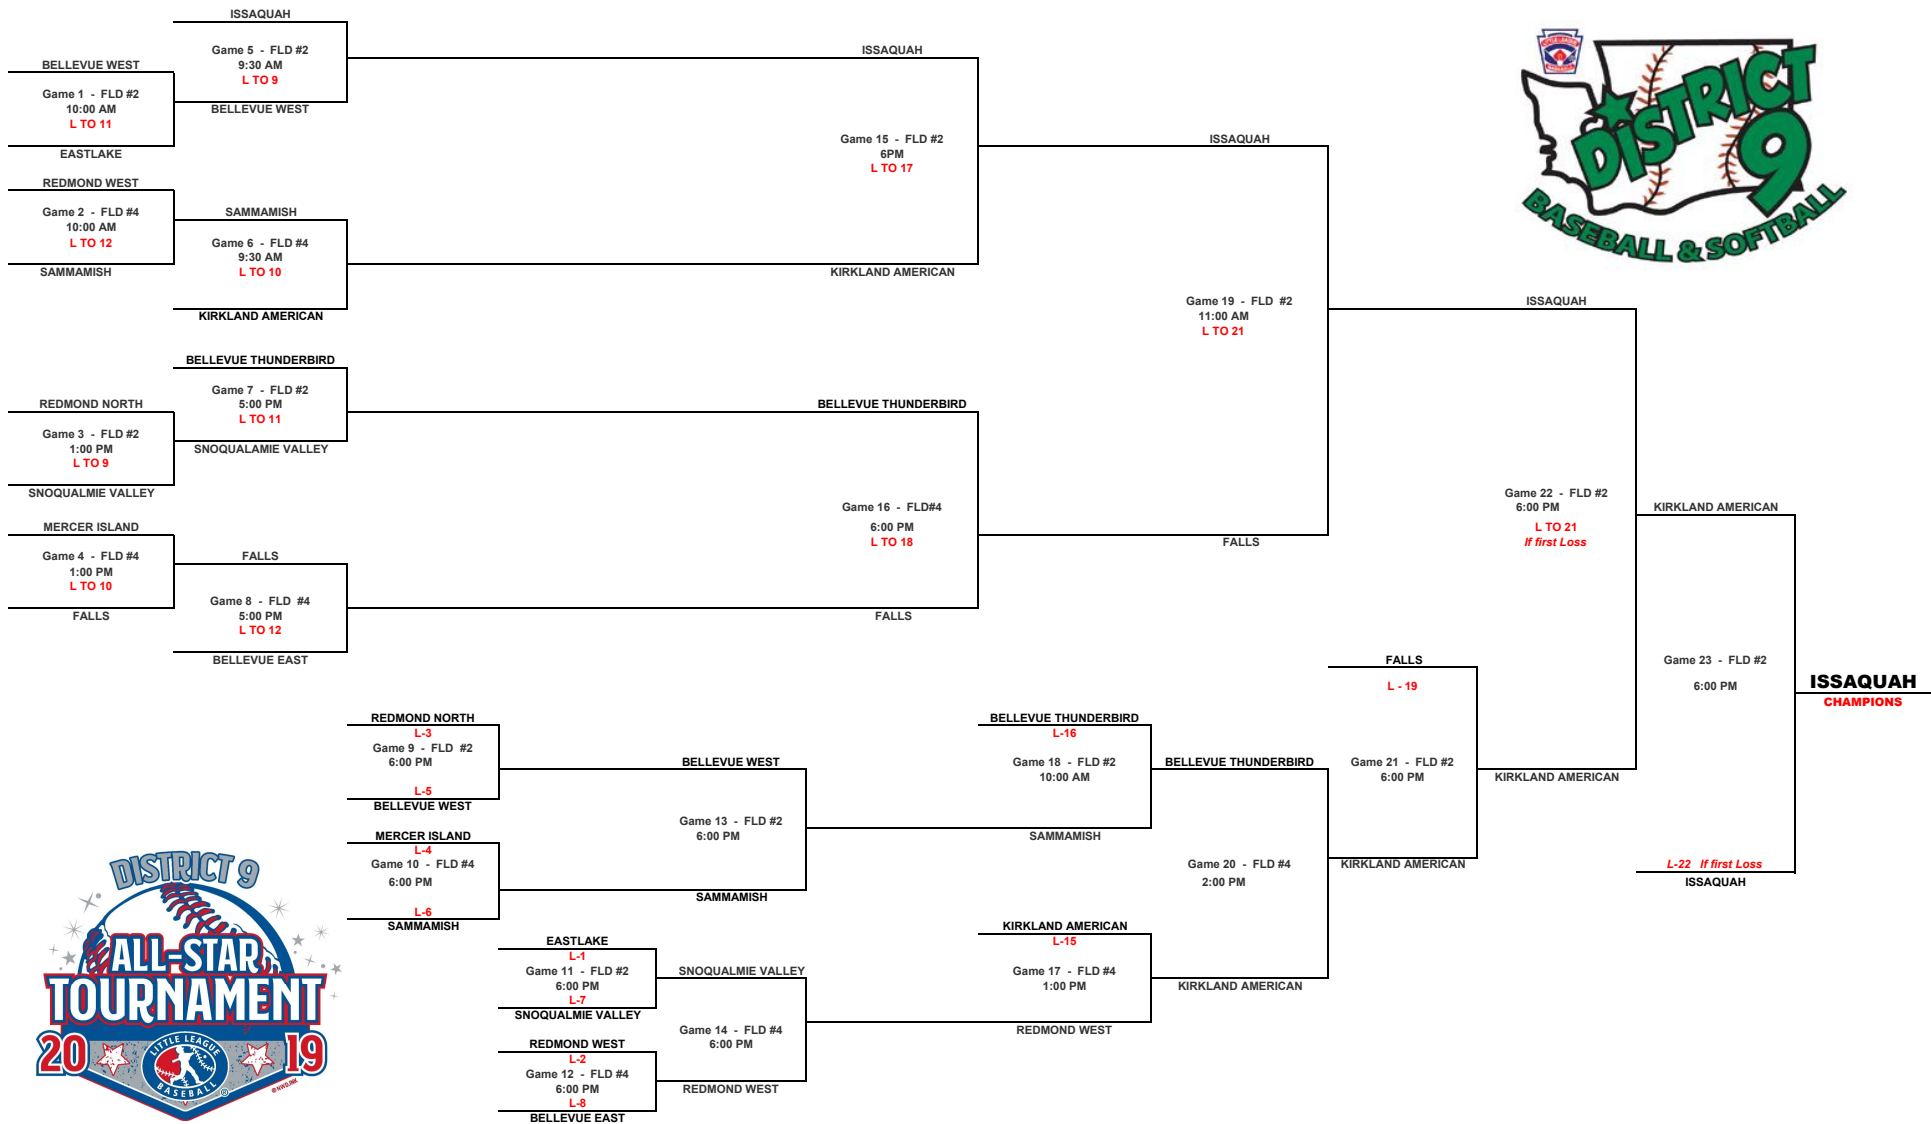 ISSAQUAH
Game 5 - FLD #2
9:30 AM
L TO 9
BELLEVUE WEST
BELLEVUE WEST
Game 1 - FLD #2
10:00 AM
L TO 11
EASTLAKE
REDMOND WEST
Game 2 - FLD #4
10:00 AM
L TO 12
SAMMAMISH
SAMMAMISH
Game 6 - FLD #4
9:30 AM
L TO 10
KIRKLAND AMERICAN
BELLEVUE THUNDERBIRD
Game 7 - FLD #2
5:00 PM
L TO 11
SNOQUALAMIE VALLEY
REDMOND NORTH
Game 3 - FLD #2
1:00 PM
L TO 9
SNOQUALMIE VALLEY
MERCER ISLAND
Game 4 - FLD #4
1:00 PM
L TO 10
FALLS
FALLS
Game 8 - FLD #4
5:00 PM
L TO 12
BELLEVUE EAST
ISSAQUAH
Game 15 - FLD #2
6PM
L TO 17
KIRKLAND AMERICAN
BELLEVUE THUNDERBIRD
Game 16 - FLD#4
6:00 PM
L TO 18
FALLS
ISSAQUAH
Game 19 - FLD #2
11:00 AM
L TO 21
FALLS
ISSAQUAH
Game 22 - FLD #2
6:00 PM
L TO 21
If first Loss
KIRKLAND AMERICAN
Game 23 - FLD #2
6:00 PM
L-22 If first Loss
ISSAQUAH
ISSAQUAH
CHAMPIONS
REDMOND NORTH
L-3
Game 9 - FLD #2
6:00 PM
L-5
BELLEVUE WEST
MERCER ISLAND
L-4
Game 10 - FLD #4
6:00 PM
L-6
SAMMAMISH
BELLEVUE WEST
Game 13 - FLD #2
6:00 PM
SAMMAMISH
EASTLAKE
L-1
Game 11 - FLD #2
6:00 PM
L-7
SNOQUALMIE VALLEY
REDMOND WEST
L-2
Game 12 - FLD #4
6:00 PM
L-8
BELLEVUE EAST
SNOQUALMIE VALLEY
Game 14 - FLD #4
6:00 PM
REDMOND WEST
BELLEVUE THUNDERBIRD
L-16
Game 18 - FLD #2
10:00 AM
SAMMAMISH
KIRKLAND AMERICAN
L-15
Game 17 - FLD #4
1:00 PM
REDMOND WEST
BELLEVUE THUNDERBIRD
Game 20 - FLD #4
2:00 PM
KIRKLAND AMERICAN
FALLS
L - 19
Game 21 - FLD #2
6:00 PM
KIRKLAND AMERICAN
KIRKLAND AMERICAN
DISTRICT
9
BASEBALL & SOFTBALL
DISTRICT 9
ALL-STAR
TOURNAMENT
20 19
LITTLE LEAGUE
BASEBALL ®